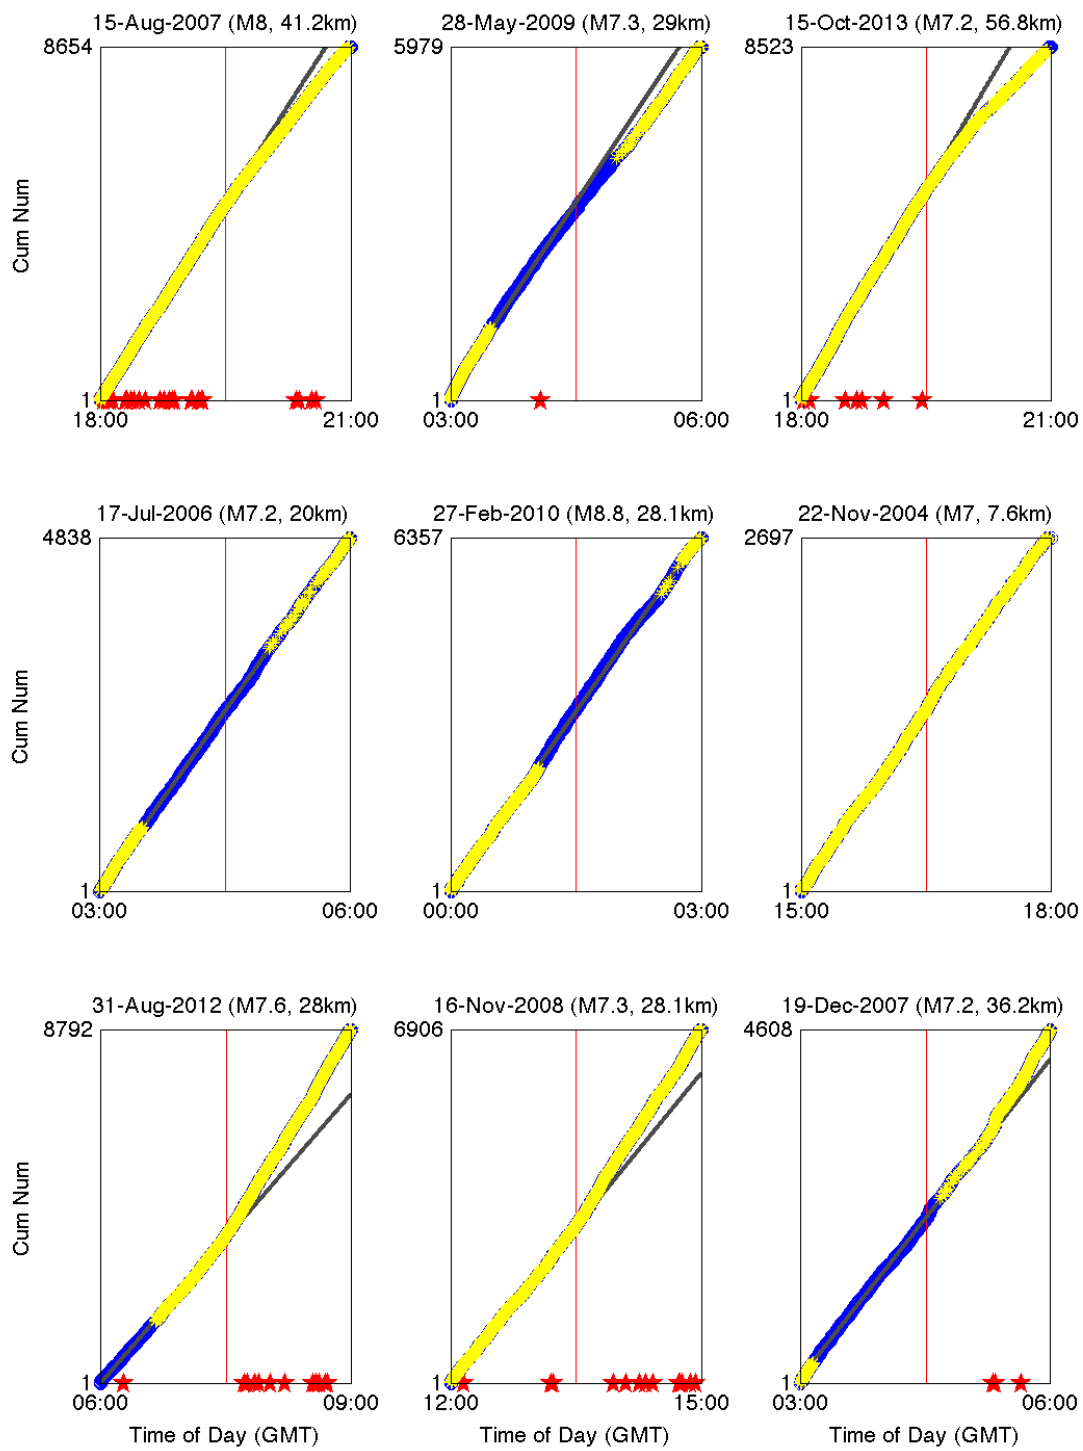 15-Aug-2007 (M8, 41.2km) 28-May-2009 (M7.3, 29km) 15-Oct-2013 (M7.2, 56.8km)
8654 5979 8523
Cum Num
1 1 1
18:00 21:00 03:00 06:00 18:00 21:00
17-Jul-2006 (M7.2, 20km) 27-Feb-2010 (M8.8, 28.1km) 22-Nov-2004 (M7, 7.6km)
4838 6357 2697
Cum Num
1 1 1
03:00 06:00 00:00 03:00 15:00 18:00
31-Aug-2012 (M7.6, 28km) 16-Nov-2008 (M7.3, 28.1km) 19-Dec-2007 (M7.2, 36.2km)
8792 6906 4608
Cum Num
1 1 1
06:00 09:00 12:00 15:00 03:00 06:00
Time of Day (GMT) Time of Day (GMT) Time of Day (GMT)